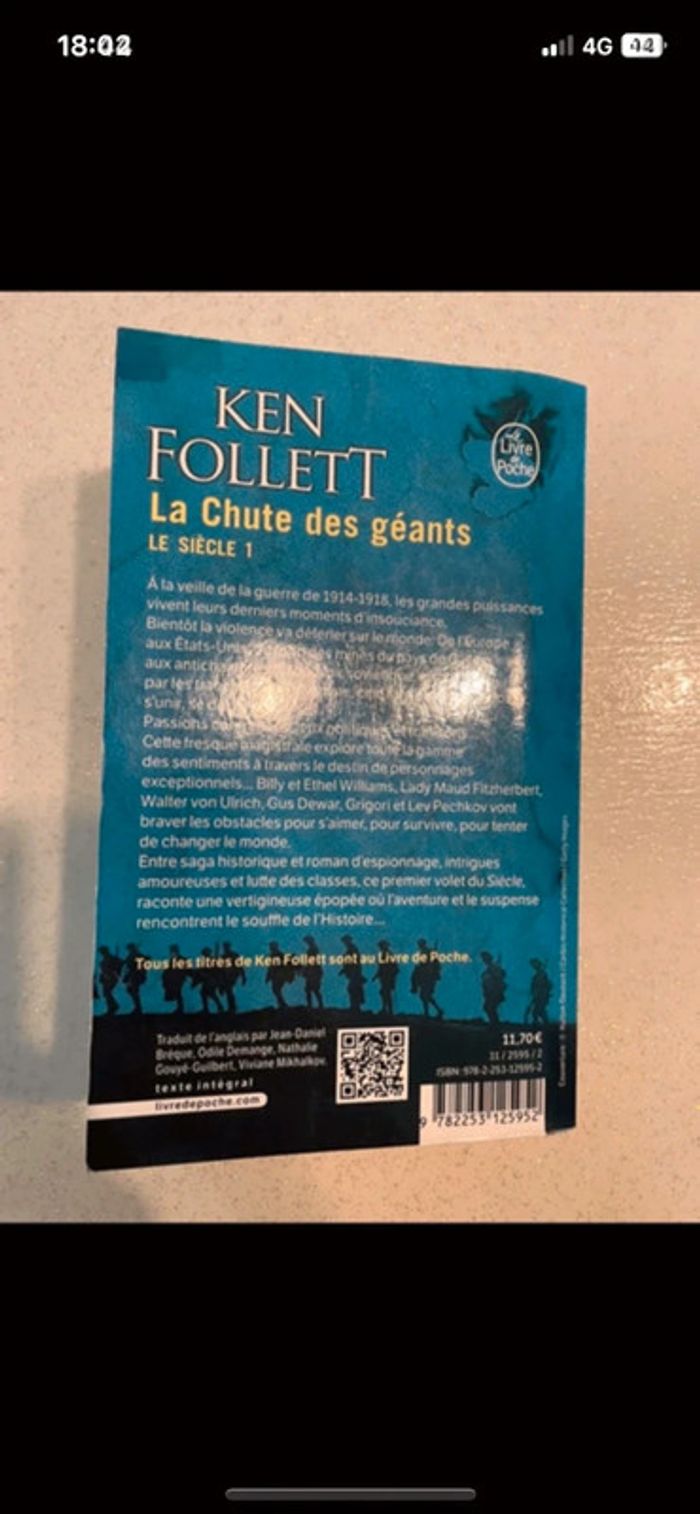 4G
KEN
FOLLETT
Le
Livre
de
Poche
La Chute des géants
LE SIÈCLE 1
À la veille de la guerre de 1914-1918, les grandes puissances
vivent leurs derniers moments d'insouciance.
Bientôt la violence va déferler sur le monde. De l'Europe
aux États-Unis, mines du pays de
aux
par les
s'unir, se
Passions
Cette fresque magistrale explore toute la gamme
des sentiments à travers le destin de personnages
exceptionnels... Billy et Ethel Williams, Lady Maud Fitzherbert,
Walter von Ulrich, Gus Dewar, Grigori et Lev Pechkov vont
braver les obstacles pour s'aimer, pour survivre, pour tenter
de changer le monde.
Entre saga historique et roman d'espionnage, intrigues
amoureuses et lutte des classes, ce premier volet du Siècle,
raconte une vertigineuse épopée où l'aventure et le suspense
rencontrent le souffle de l'Histoire...
Tous les titres de Ken Follett sont au Livre de Poche.
Traduit de l'anglais par Jean-Daniel
Brèque, Odile Demange, Nathalie
Gouyé-Guilbert, Viviane Mikhalkov.
texte intégral
livredepoche.com
11,70€
31 / 2595 / 2
ISBN : 978-2-253-12595-2
9 782253 125952